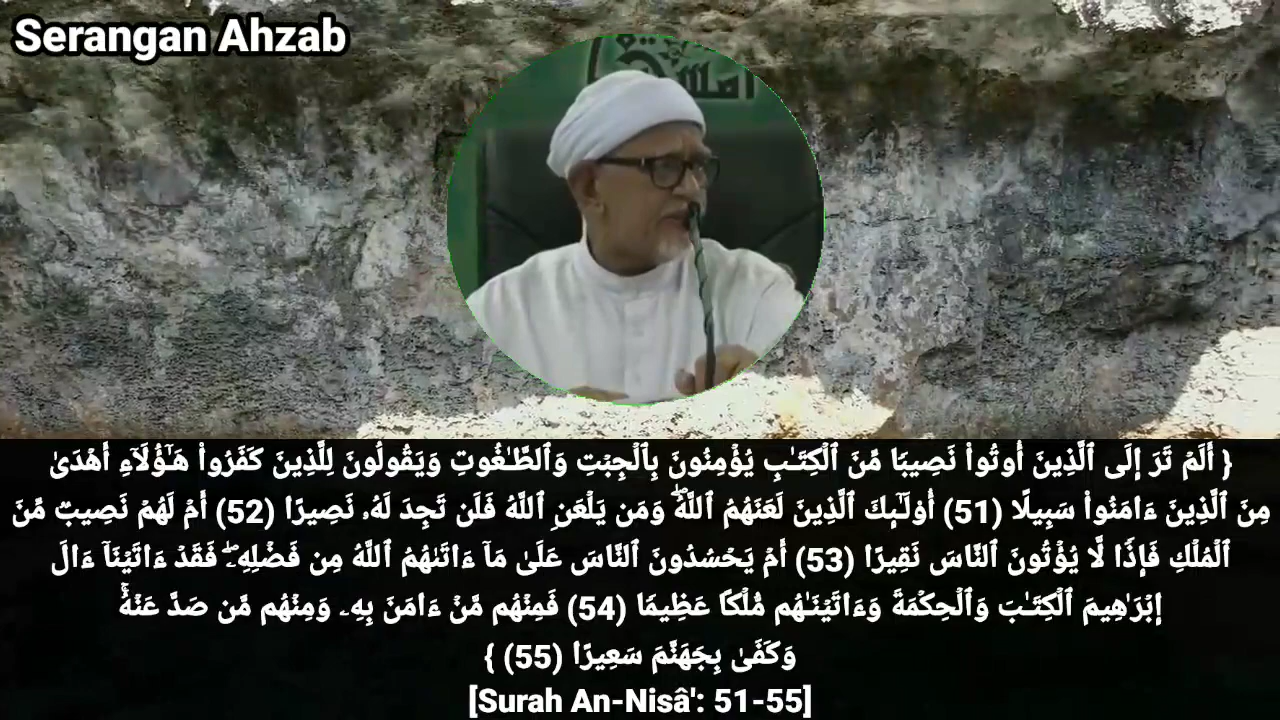 Serangan Ahzab
{ أَلَمْ تَرَ إِلَى ٱلَّذِينَ أُوتُوا۟ نَصِيبًا مِّنَ ٱلْكِتَـٰبِ يُؤْمِنُونَ بِٱلْجِبْتِ وَٱلطَّـٰغُوتِ وَيَقُولُونَ لِلَّذِينَ كَفَرُوا۟ هَـٰٓؤُلَآءِ أَهْدَىٰ
مِنَ ٱلَّذِينَ ءَامَنُوا۟ سَبِيلًا (51) أُو۟لَـٰٓئِكَ ٱلَّذِينَ لَعَنَهُمُ ٱللَّهُۖ وَمَن يَلْعَنِ ٱللَّهُ فَلَن تَجِدَ لَهُۥ نَصِيرًا (52) أَمْ لَهُمْ نَصِيبٌ مِّنَ
ٱلْمُلْكِ فَإِذًا لَّا يُؤْتُونَ ٱلنَّاسَ نَقِيرًا (53) أَمْ يَحْسُدُونَ ٱلنَّاسَ عَلَىٰ مَآ ءَاتَىٰهُمُ ٱللَّهُ مِن فَضْلِهِۦۖ فَقَدْ ءَاتَيْنَآ ءَالَ
إِبْرَٰهِيمَ ٱلْكِتَـٰبَ وَٱلْحِكْمَةَ وَءَاتَيْنَـٰهُم مُّلْكًا عَظِيمًا (54) فَمِنْهُم مَّنْ ءَامَنَ بِهِۦ وَمِنْهُم مَّن صَدَّ عَنْهُۚ
وَكَفَىٰ بِجَهَنَّمَ سَعِيرًا (55) }
[Surah An-Nisâ': 51-55]